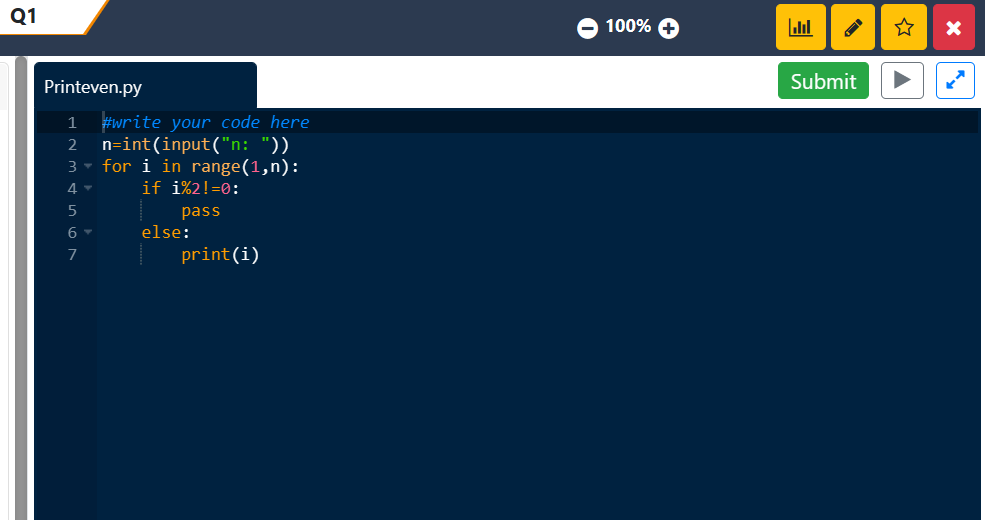 Q1
100%
Printeven.py
Submit
1 #write your code here
2 n=int(input("n: "))
3 for i in range(1,n):
4     if i%2!=0:
5         pass
6     else:
7         print(i)